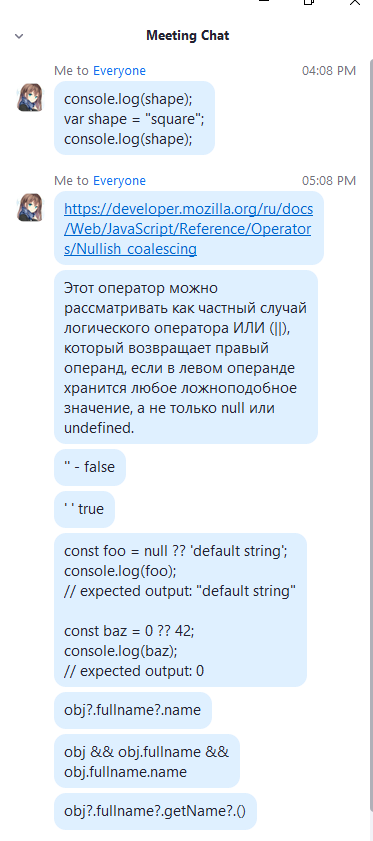 Meeting Chat
Me to Everyone 04:08 PM
console.log(shape);
var shape = "square";
console.log(shape);
Me to Everyone 05:08 PM
https://developer.mozilla.org/ru/docs
/Web/JavaScript/Reference/Operator
s/Nullish_coalescing
Этот оператор можно
рассматривать как частный случай
логического оператора ИЛИ (||),
который возвращает правый
операнд, если в левом операнде
хранится любое ложноподобное
значение, а не только null или
undefined.
'' - false
' ' true
const foo = null ?? 'default string';
console.log(foo);
// expected output: "default string"
const baz = 0 ?? 42;
console.log(baz);
// expected output: 0
obj?.fullname?.name
obj && obj.fullname &&
obj.fullname.name
obj?.fullname?.getName?.()